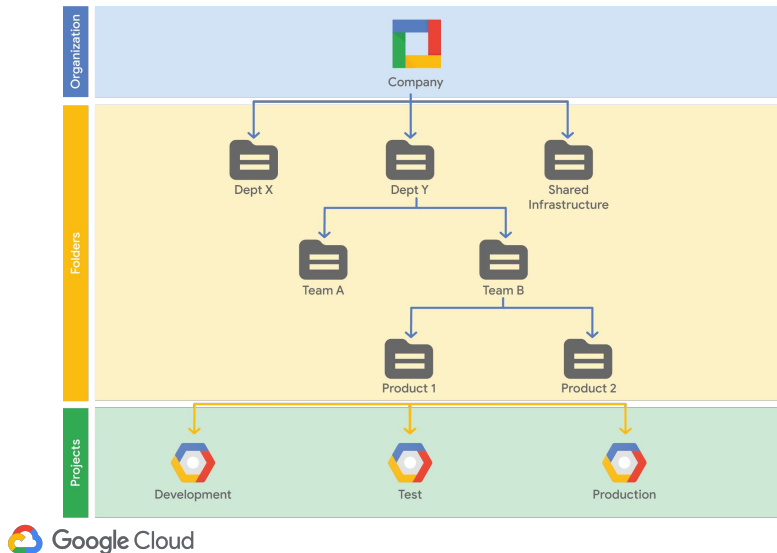 Organization
Company
Folders
Dept X
Dept Y
Shared
Infrastructure
Team A
Team B
Product 1
Product 2
Projects
Development
Test
Production
Google Cloud